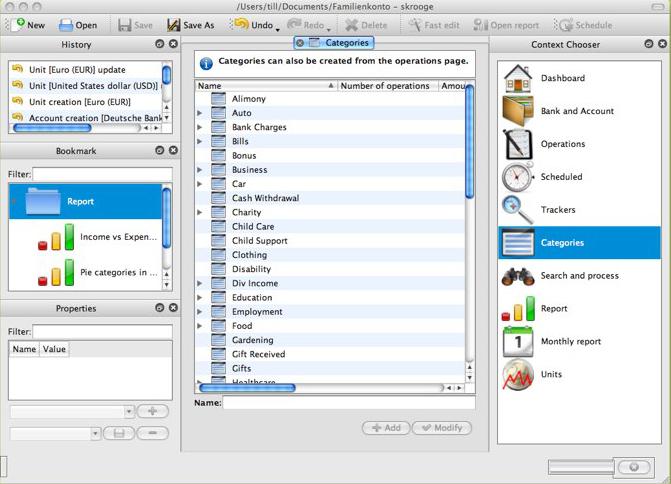 /Users/till/Documents/Familienkonto/ - skrooge
New Open Save Save As Undo Redo Delete Fast edit Open report Schedule
History
Unit [Euro (EUR)] update
Unit [United States dollar (USD)]
Unit creation [Euro (EUR)]
Account creation [Deutsche Bank
Bookmark
Filter:
Report
Income vs Expen...
Pie categories in ...
Properties
Filter:
Name Value
Categories
Categories can also be created from the operations page.
Name Number of operations Amou
Alimony
Auto
Bank Charges
Bills
Bonus
Business
Car
Cash Withdrawal
Charity
Child Care
Child Support
Clothing
Disability
Div Income
Education
Employment
Food
Gardening
Gift Received
Gifts
Healthcare
Name:
Add Modify
Context Chooser
Dashboard
Bank and Account
Operations
Scheduled
Trackers
Categories
Search and process
Report
1
Monthly report
Units